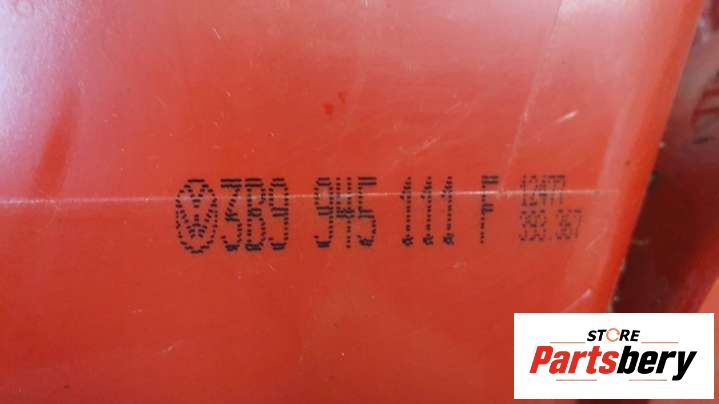 3B9 945 111 F
12477
393.367
STORE
Partsbery